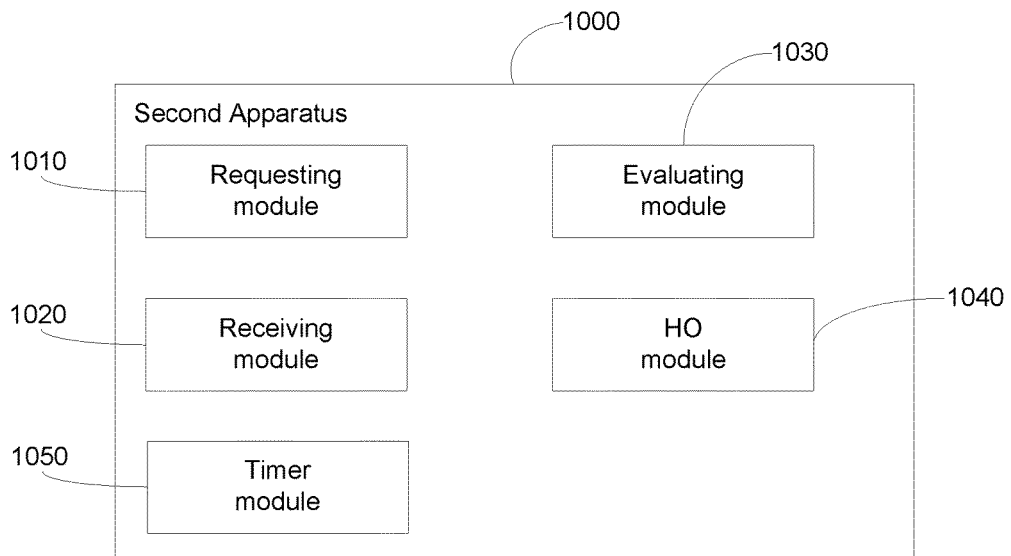 1000
1030
Second Apparatus
1010
Requesting
module
Evaluating
module
1020
Receiving
module
HO
module
1040
1050
Timer
module